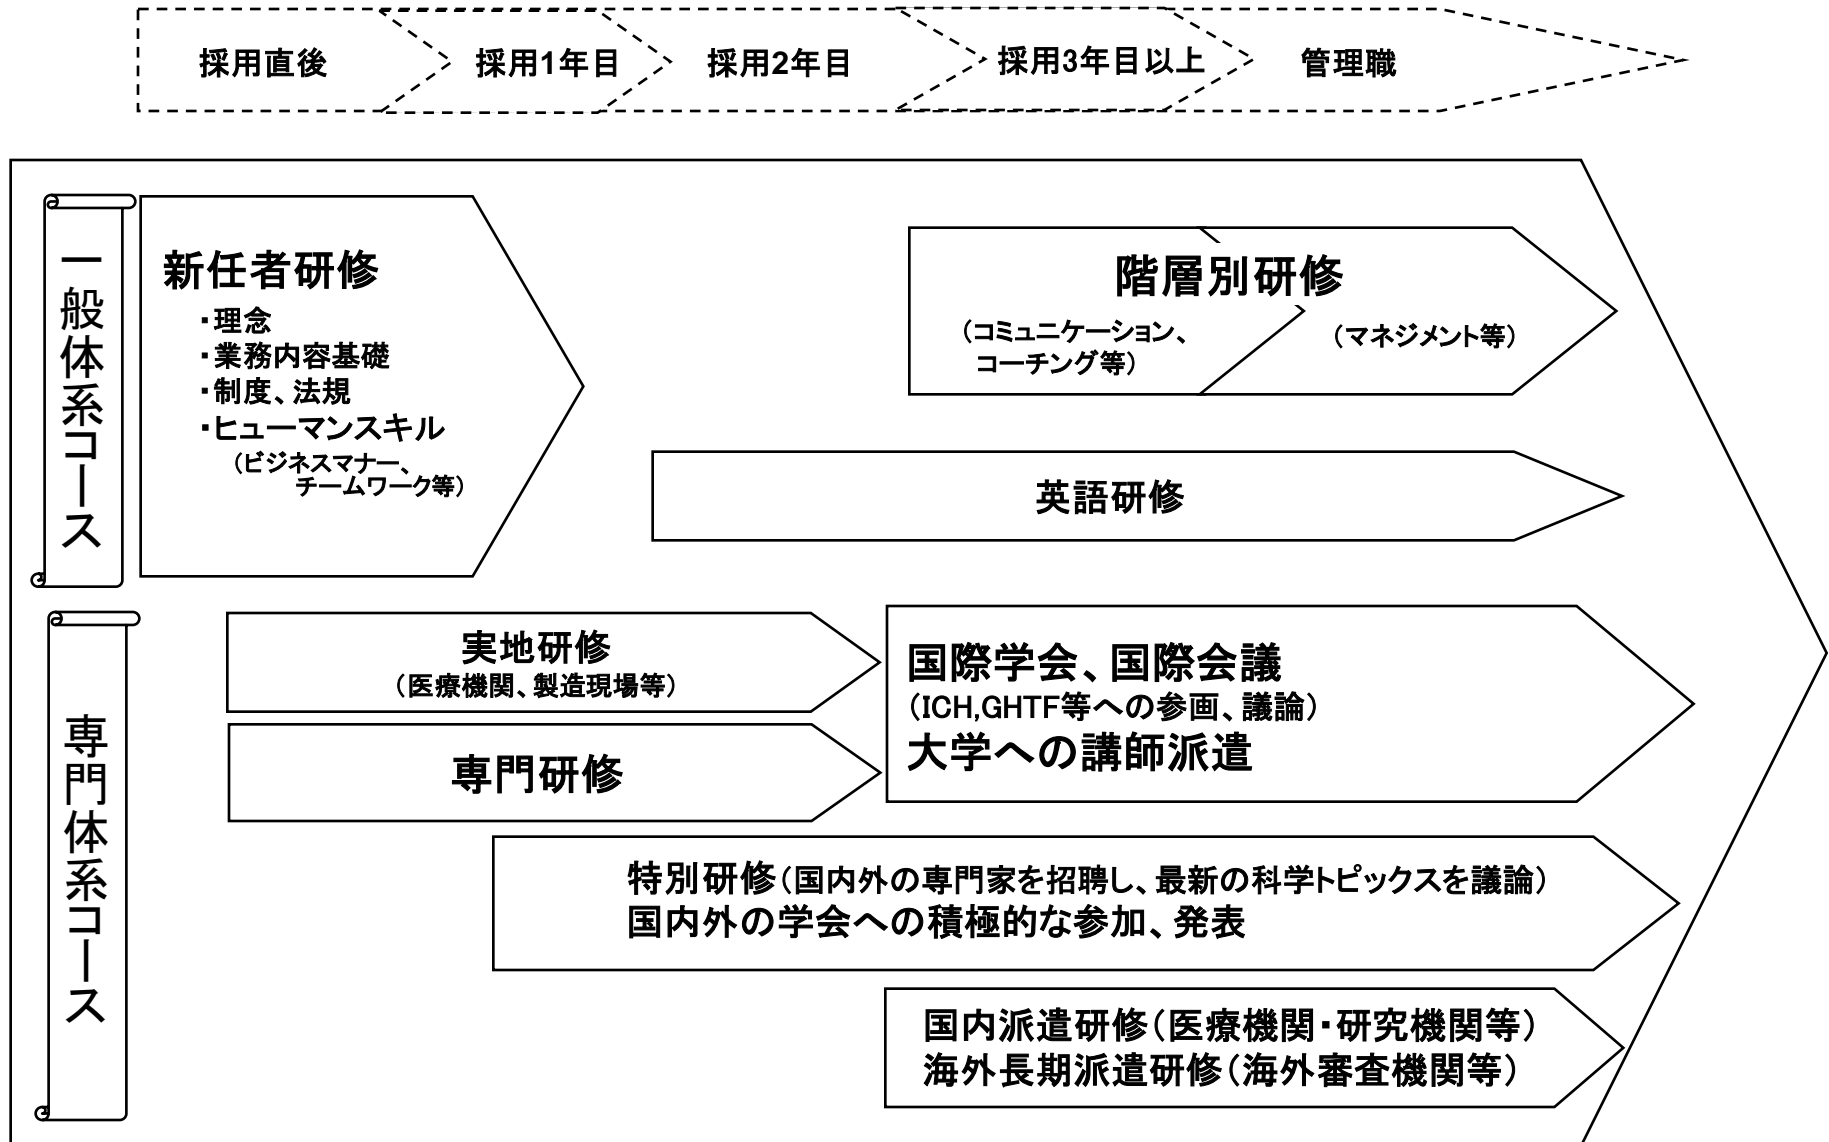 採用直後
採用1年目
採用2年目
採用3年目以上
管理職
一般体系コース
新任者研修
・理念
・業務内容基礎
・制度、法規
・ヒューマンスキル
（ビジネスマナー、
チームワーク等）
階層別研修
（コミュニケーション、
コーチング等）
（マネジメント等）
英語研修
専門体系コース
実地研修
（医療機関、製造現場等）
専門研修
国際学会、国際会議
（ICH,GHTF等への参画、議論）
大学への講師派遣
特別研修（国内外の専門家を招聘し、最新の科学トピックスを議論）
国内外の学会への積極的な参加、発表
国内派遣研修（医療機関・研究機関等）
海外長期派遣研修（海外審査機関等）